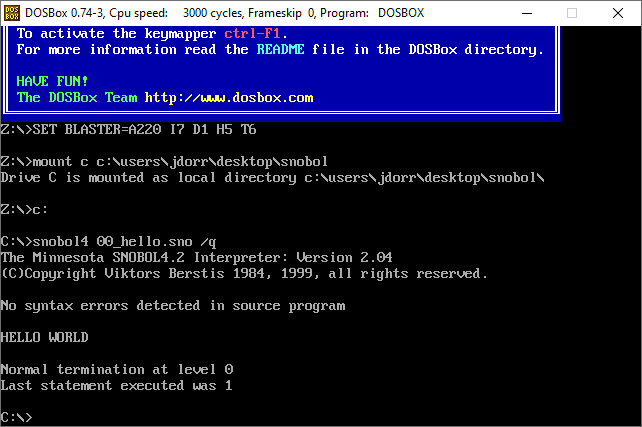 DOSBox 0.74-3, Cpu speed: 3000 cycles, Frameskip 0, Program: DOSBOX
To activate the keymapper ctrl-F1.
For more information read the README file in the DOSBox directory.
HAVE FUN!
The DOSBox Team http://www.dosbox.com
Z:\>SET BLASTER=A220 I7 D1 H5 T6
Z:\>mount c c:\users\jdorr\desktop\snobol
Drive C is mounted as local directory c:\users\jdorr\desktop\snobol\
Z:\>c:
C:\>snobol4 00_hello.sno /q
The Minnesota SNOBOL4.2 Interpreter: Version 2.04
(C)Copyright Viktors Berstis 1984, 1999, all rights reserved.
No syntax errors detected in source program
HELLO WORLD
Normal termination at level 0
Last statement executed was 1
C:\>